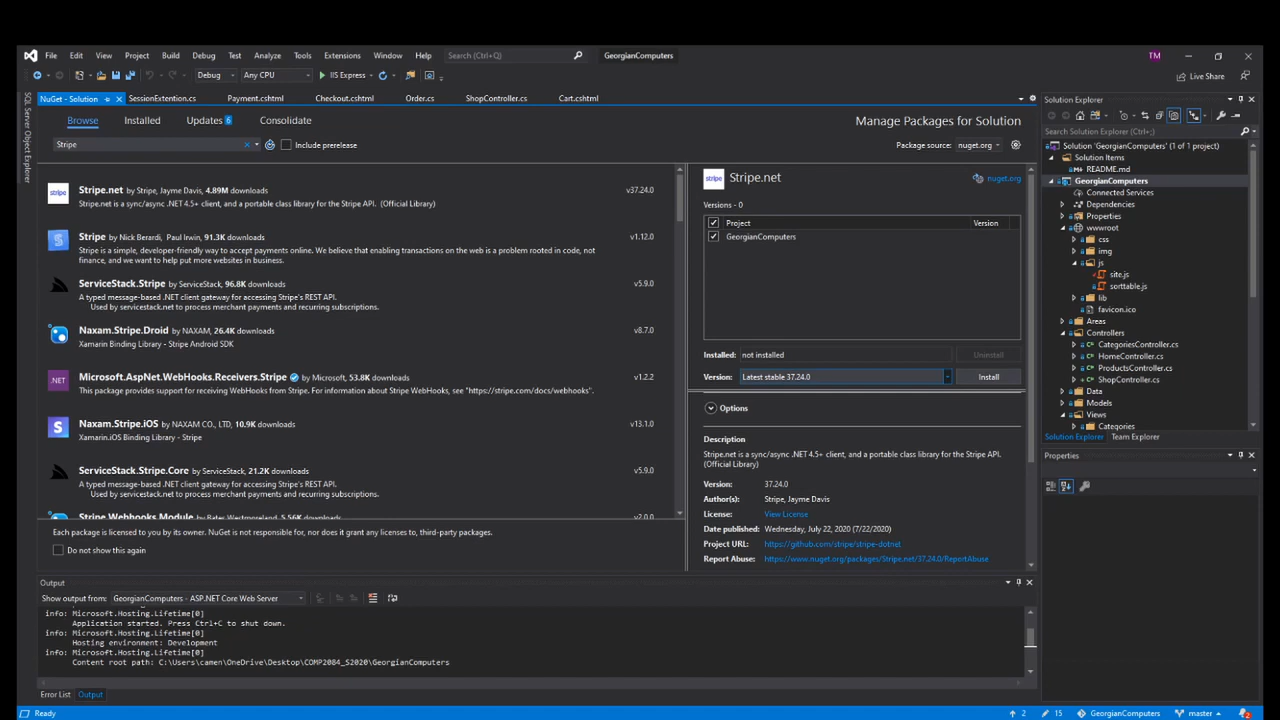 File Edit View Project Build Debug Test Analyze Tools Extensions Window Help Search (Ctrl+Q) GeorgianComputers TM
Debug Any CPU IIS Express Live Share
SQL Server Object Explorer
NuGet - Solution SessionExtention.cs Payment.cshtml Checkout.cshtml Order.cs ShopController.cs Cart.cshtml
Browse Installed Updates 6 Consolidate
Manage Packages for Solution
Stripe Include prerelease
Package source: nuget.org
stripe
Stripe.net by Stripe, Jayme Davis, 4.89M downloads v37.24.0
Stripe.net is a sync/async .NET 4.5+ client, and a portable class library for the Stripe API. (Official Library)
Stripe by Nick Berardi, Paul Irwin, 91.3K downloads v1.12.0
Stripe is a simple, developer-friendly way to accept payments online. We believe that enabling transactions on the web is a problem rooted in code,
not finance, and we want to help put more websites in business.
ServiceStack.Stripe by ServiceStack, 96.8K downloads v5.9.0
A typed message-based .NET client gateway for accessing Stripe's REST API.
Used by servicestack.net to process merchant payments and recurring subscriptions.
Naxam.Stripe.Droid by NAXAM, 26.4K downloads v8.7.0
Xamarin Binding Library - Stripe Android SDK
.NET
Microsoft.AspNet.WebHooks.Receivers.Stripe by Microsoft, 53.8K downloads v1.2.2
This package provides support for receiving WebHooks from Stripe. For information about Stripe WebHooks, see "https://stripe.com/docs/webhooks".
Naxam.Stripe.iOS by NAXAM CO., LTD, 10.9K downloads v13.1.0
Xamarin.iOS Binding Library - Stripe
ServiceStack.Stripe.Core by ServiceStack, 21.2K downloads v5.9.0
A typed message-based .NET client gateway for accessing Stripe's REST API.
Used by servicestack.net to process merchant payments and recurring subscriptions.
Stripe.Webhooks.Module by Rates Westmoreland, 5.56K downloads v2.0.0
Each package is licensed to you by its owner. NuGet is not responsible for, nor does it grant any licenses to, third-party packages.
Do not show this again
stripe Stripe.net nuget.org
Versions - 0
Project Version
GeorgianComputers
Installed: not installed Uninstall
Version: Latest stable 37.24.0 Install
Options
Description
Stripe.net is a sync/async .NET 4.5+ client, and a portable class library for the Stripe API.
(Official Library)
Version: 37.24.0
Author(s): Stripe, Jayme Davis
License: View License
Date published: Wednesday, July 22, 2020 (7/22/2020)
Project URL: https://github.com/stripe/stripe-dotnet
Report Abuse: https://www.nuget.org/packages/Stripe.net/37.24.0/ReportAbuse
Solution Explorer
Search Solution Explorer (Ctrl+;)
Solution 'GeorgianComputers' (1 of 1 project)
Solution Items
README.md
GeorgianComputers
Connected Services
Dependencies
Properties
wwwroot
css
img
js
site.js
sorttable.js
lib
favicon.ico
Areas
Controllers
CategoriesController.cs
HomeController.cs
ProductsController.cs
ShopController.cs
Data
Models
Views
Categories
Solution Explorer Team Explorer
Properties
Output
Show output from: GeorgianComputers - ASP.NET Core Web Server
info: Microsoft.Hosting.Lifetime[0]
Application started. Press Ctrl+C to shut down.
info: Microsoft.Hosting.Lifetime[0]
Hosting environment: Development
info: Microsoft.Hosting.Lifetime[0]
Content root path: C:\Users\camen\OneDrive\Desktop\COMP2084_S2020\GeorgianComputers
Error List Output
Ready 2 15 GeorgianComputers master 2